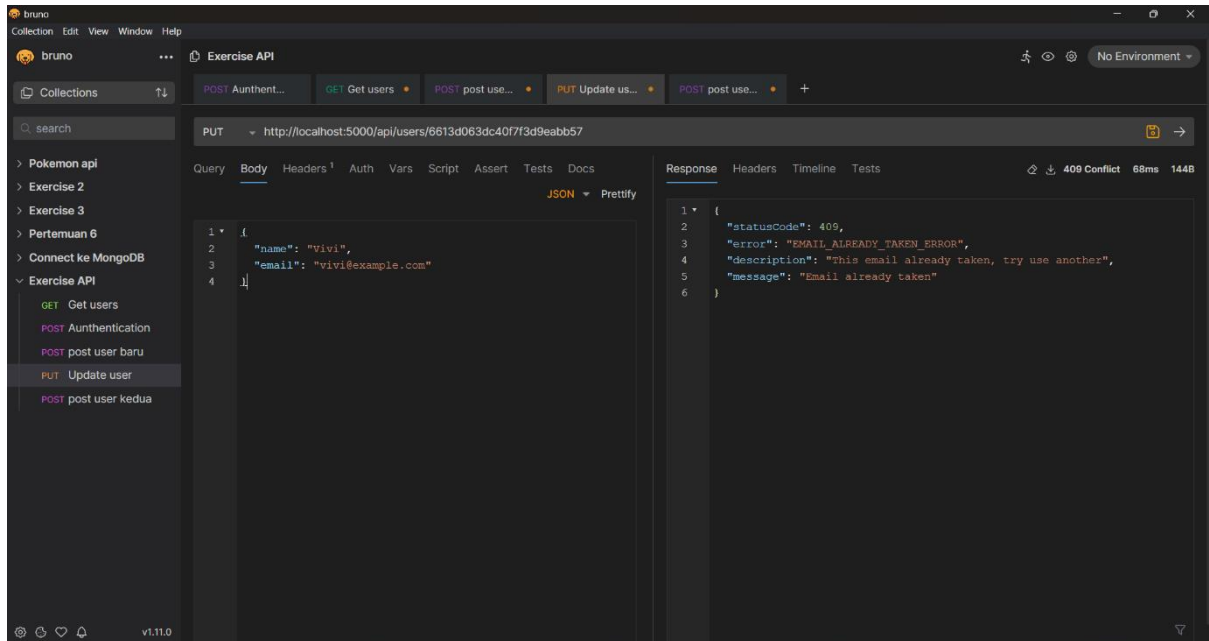 bruno
Collection Edit View Window Help
bruno
Exercise API
No Environment
Collections
POST Aunthent...
GET Get users
POST post use...
PUT Update us...
POST post use...
+
search
PUT http://localhost:5000/api/users/6613d063dc40f7f3d9eabb57
Pokemon api
Exercise 2
Exercise 3
Pertemuan 6
Connect ke MongoDB
Exercise API
GET Get users
POST Aunthentication
POST post user baru
PUT Update user
POST post user kedua
v1.11.0
Query Body Headers 1 Auth Vars Script Assert Tests Docs
JSON Prettify
1 {
2 "name": "Vivi",
3 "email": "vivi@example.com"
4 }
Response Headers Timeline Tests 409 Conflict 68ms 144B
1 {
2 "statusCode": 409,
3 "error": "EMAIL_ALREADY_TAKEN_ERROR",
4 "description": "This email already taken, try use another",
5 "message": "Email already taken"
6 }